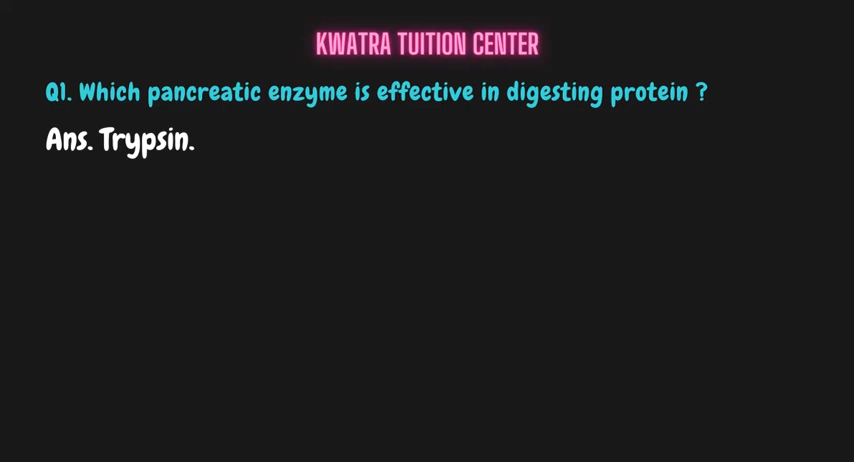 KWATRA TUITION CENTER
Q1. Which pancreatic enzyme is effective in digesting protein ?
Ans. Trypsin.